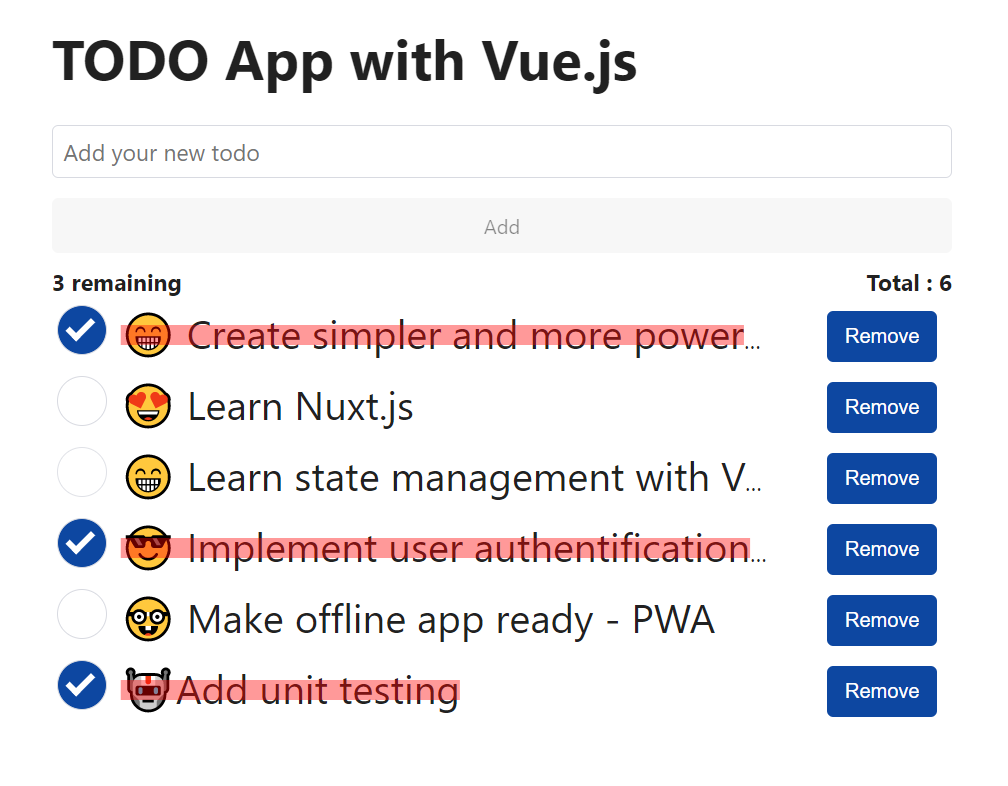 TODO App with Vue.js
Add your new todo
Add
3 remaining Total : 6
😁 Create simpler and more power... Remove
😍 Learn Nuxt.js Remove
😁 Learn state management with V... Remove
😎 Implement user authentification... Remove
🤓 Make offline app ready - PWA Remove
🤖 Add unit testing Remove